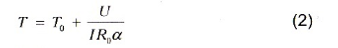 T = T₀ + U / IR₀α (2)